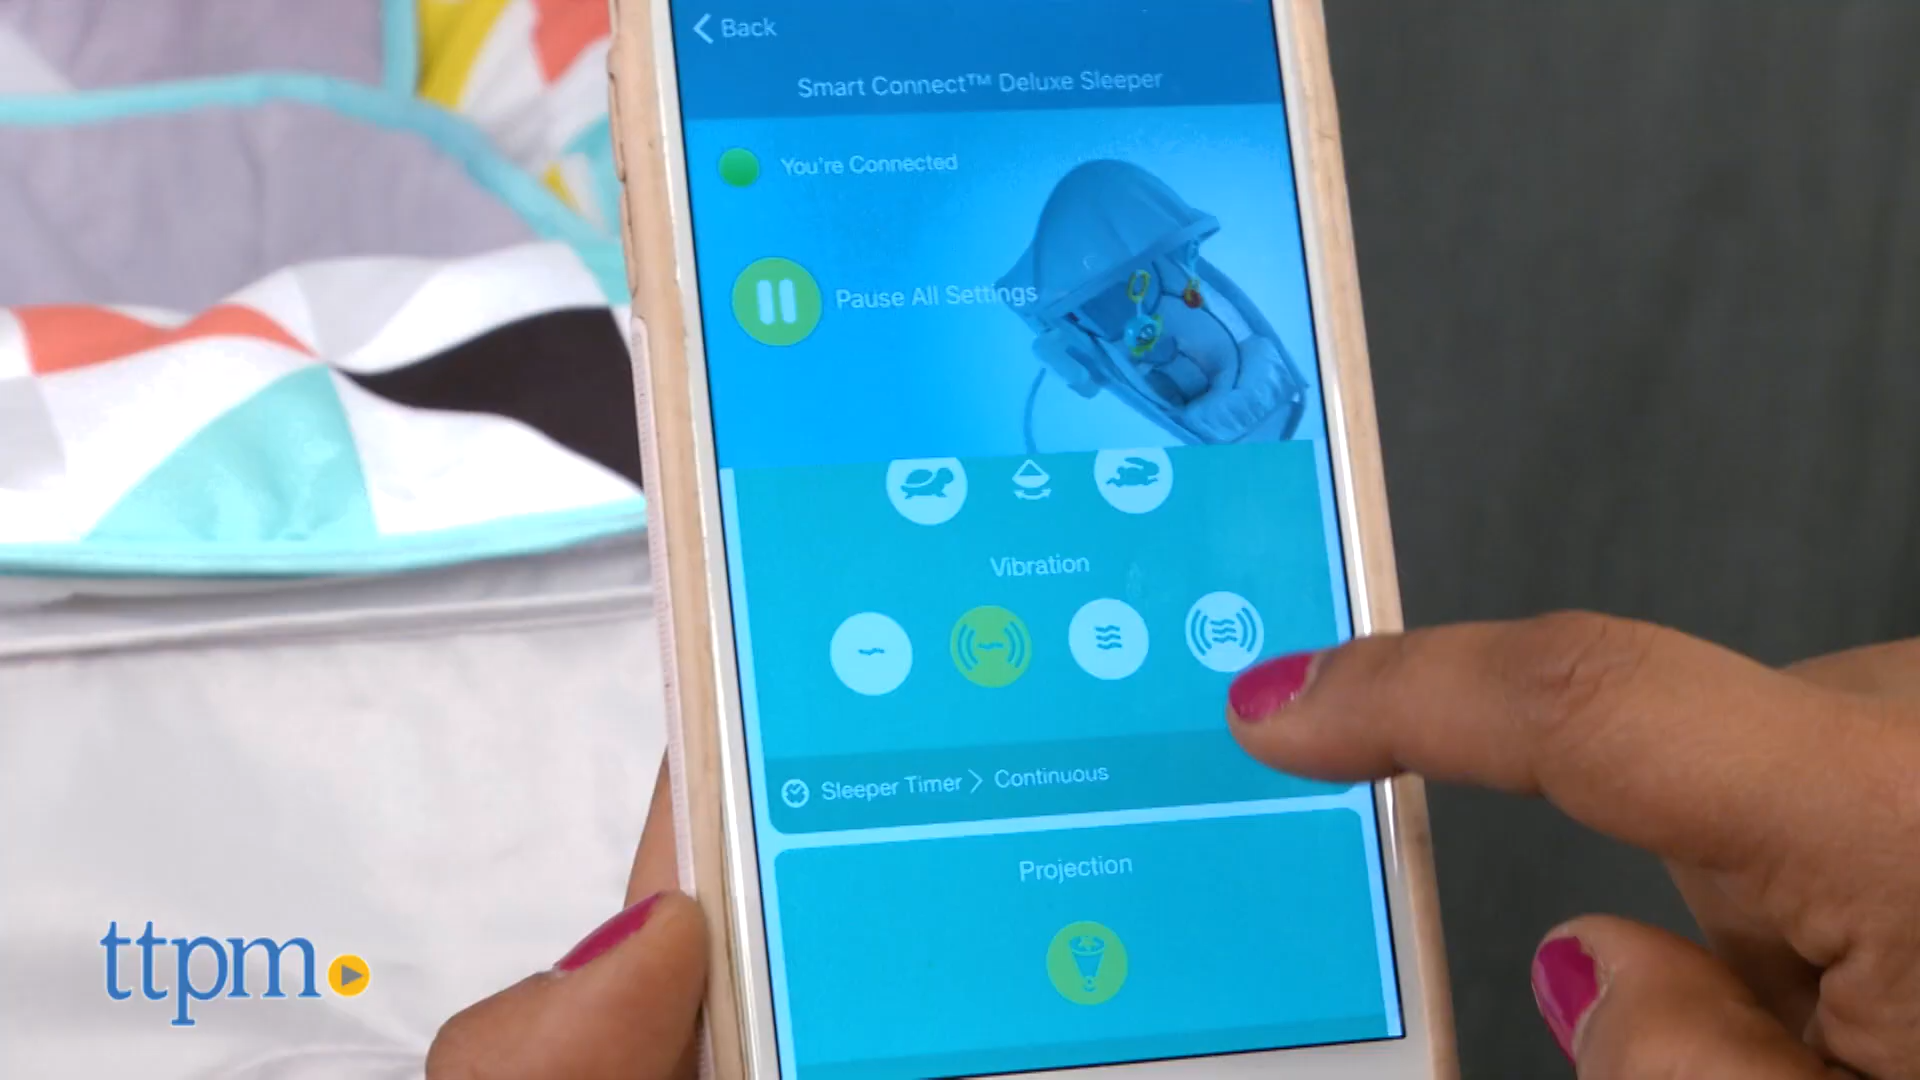 Back
Smart Connect™ Deluxe Sleeper
You're Connected
Pause All Settings
Vibration
Sleeper Timer > Continuous
Projection
ttpm